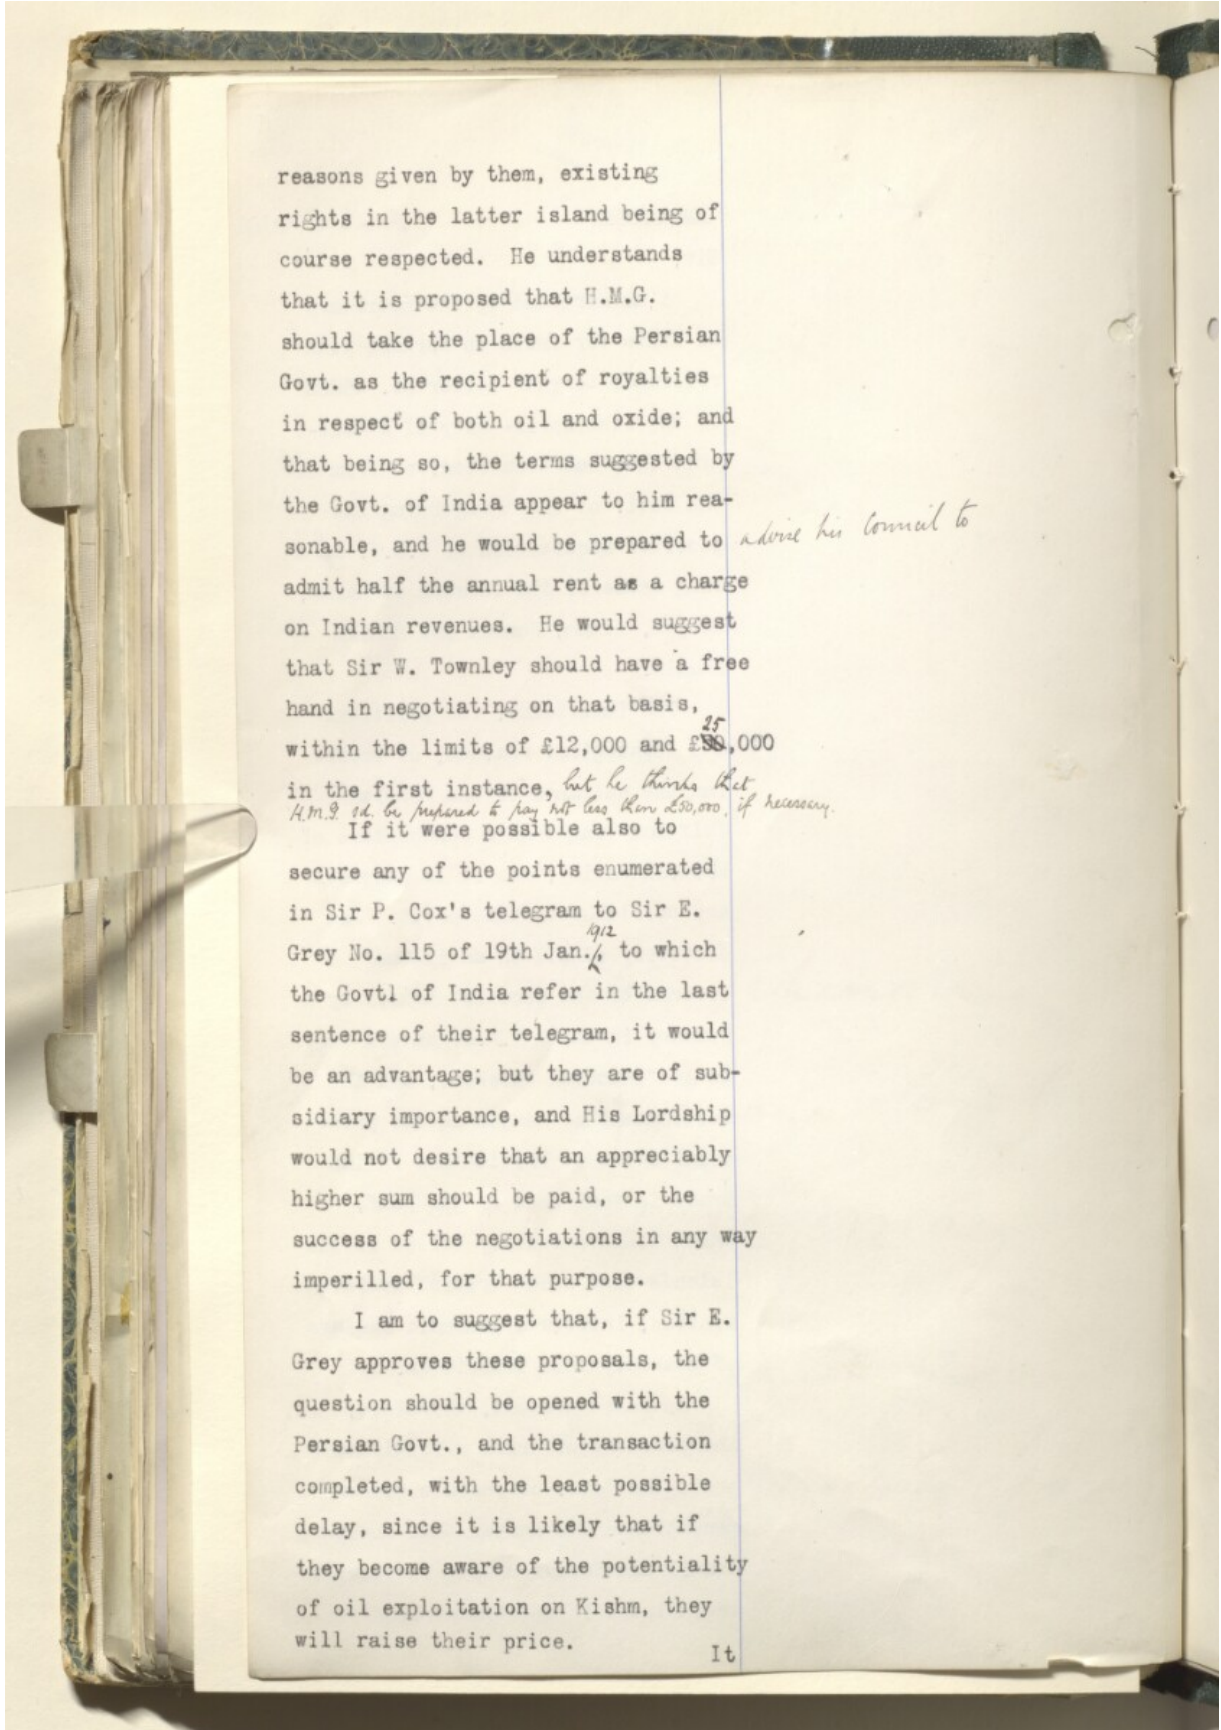 reasons given by them, existing
rights in the latter island being of
course respected. He understands
that it is proposed that H.M.G.
should take the place of the Persian
Govt. as the recipient of royalties
in respect of both oil and oxide; and
that being so, the terms suggested by
the Govt. of India appear to him rea-
sonable, and he would be prepared to advise his Council to
admit half the annual rent as a charge
on Indian revenues. He would suggest
that Sir W. Townley should have a free
hand in negotiating on that basis,
25
within the limits of £12,000 and £50,000
in the first instance, but he thinks that
H.M.G. sd. be prepared to pay not less than £50,000, if necessary.
If it were possible also to
secure any of the points enumerated
in Sir P. Cox's telegram to Sir E.
1912
Grey No. 115 of 19th Jan., to which
the Govtl of India refer in the last
sentence of their telegram, it would
be an advantage; but they are of sub-
sidiary importance, and His Lordship
would not desire that an appreciably
higher sum should be paid, or the
success of the negotiations in any way
imperilled, for that purpose.
I am to suggest that, if Sir E.
Grey approves these proposals, the
question should be opened with the
Persian Govt., and the transaction
completed, with the least possible
delay, since it is likely that if
they become aware of the potentiality
of oil exploitation on Kishm, they
will raise their price.
It